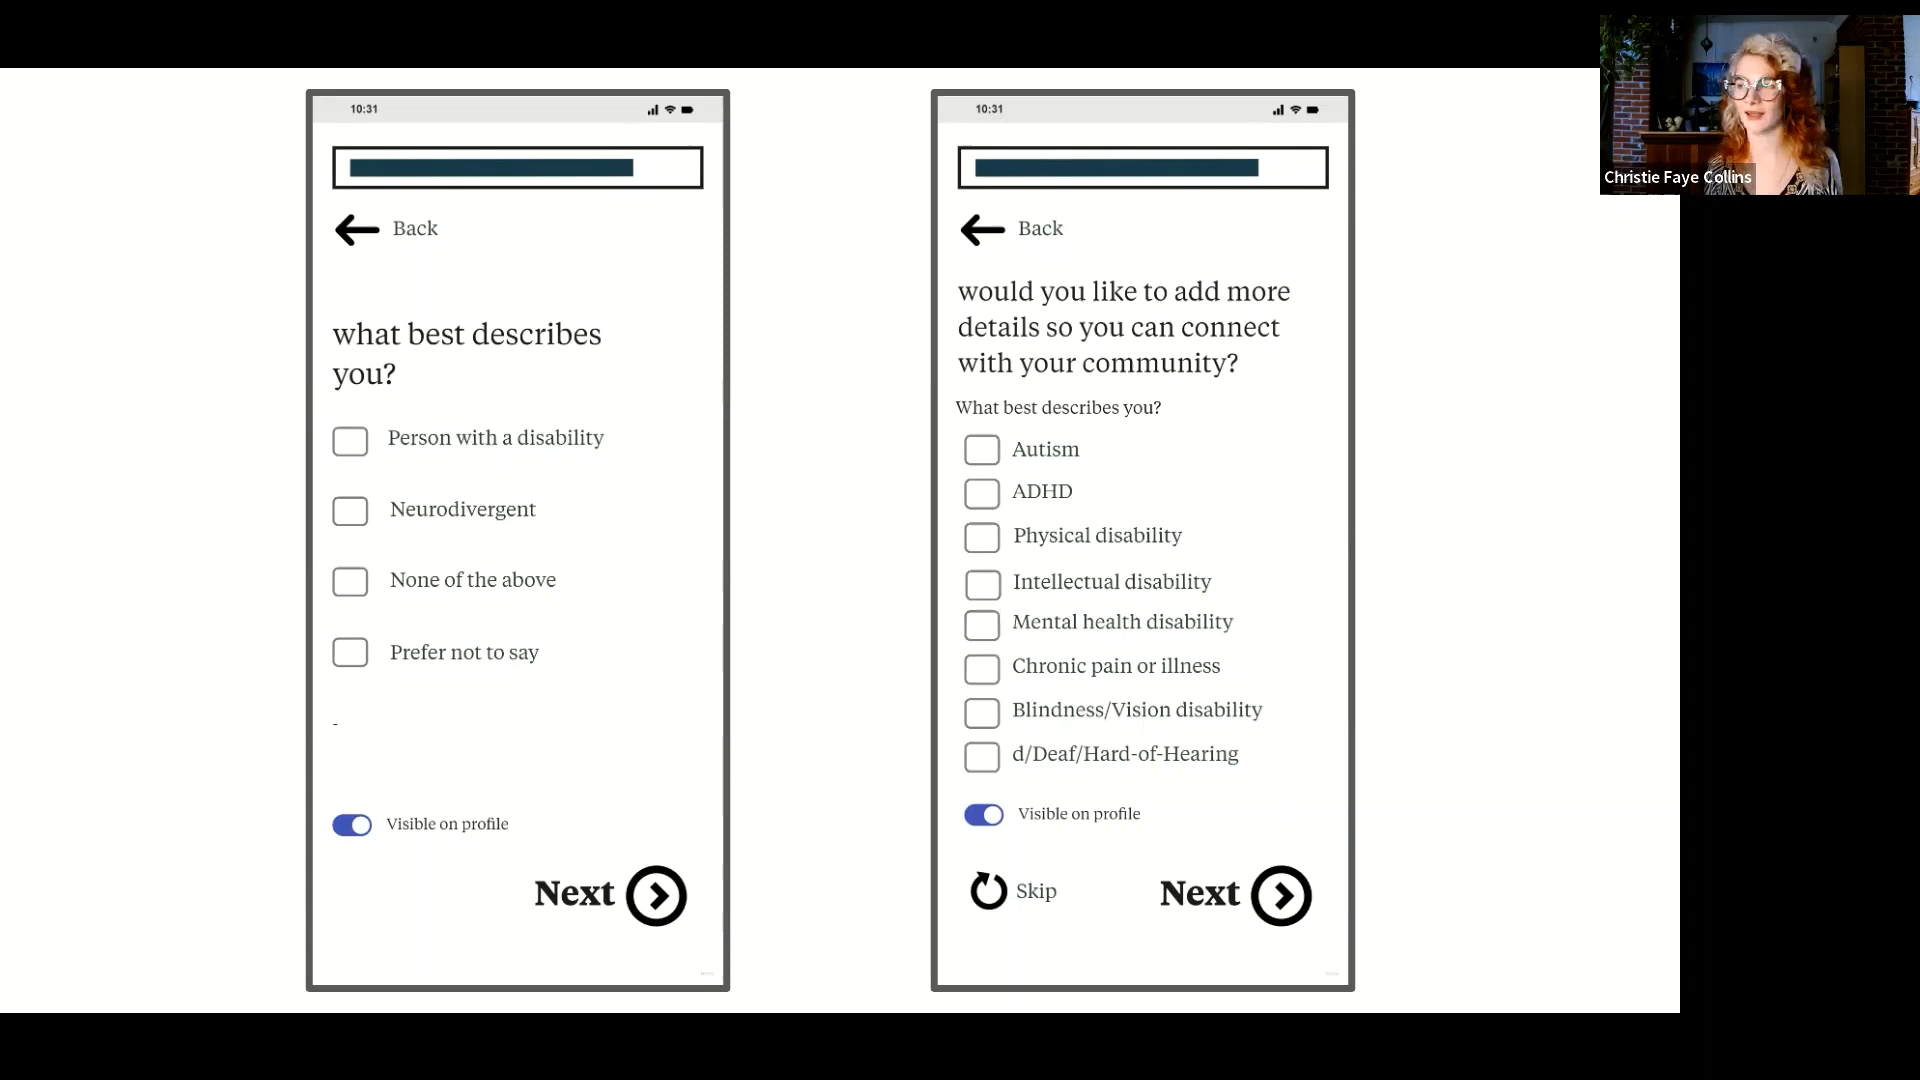 10:31
Back
what best describes
you?
Person with a disability
Neurodivergent
None of the above
Prefer not to say
-
Visible on profile
Next
10:31
Back
would you like to add more
details so you can connect
with your community?
What best describes you?
Autism
ADHD
Physical disability
Intellectual disability
Mental health disability
Chronic pain or illness
Blindness/Vision disability
d/Deaf/Hard-of-Hearing
Visible on profile
Skip
Next
Christie Faye Collins